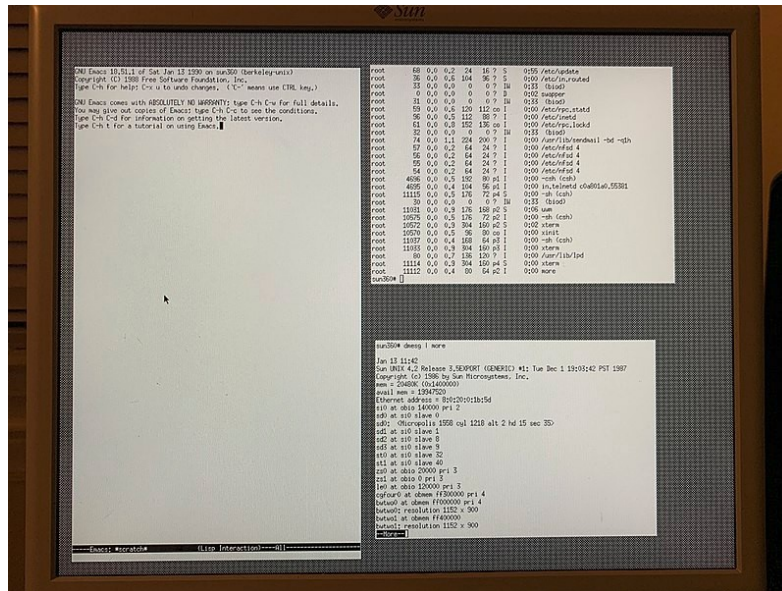 Sun
GNU Emacs 18.51.1 of Sat Jan 13 1990 on sun360 (berkeley-unix)
Copyright (C) 1988 Free Software Foundation, Inc.
Type C-h for help; C-x u to undo changes.  (`C-' means use CTRL key.)
GNU Emacs comes with ABSOLUTELY NO WARRANTY; type C-h C-w for full details.
You may give out copies of Emacs; type C-h C-c to see the conditions.
Type C-h C-d for information on getting the latest version.
Type C-h t for a tutorial on using Emacs.
----Emacs: *scratch* (Lisp Interaction)----All----
root 68 0.0 0.2 24 16 ? S 0:55 /etc/update
root 36 0.0 0.6 104 96 ? S 0:06 /etc/in.routed
root 33 0.0 0.0 0 0 ? IW 0:33 (biod)
root 0 0.0 0.0 0 0 ? D 0:02 swapper
root 31 0.0 0.0 0 0 ? IW 0:33 (biod)
root 59 0.0 0.6 120 112 co I 0:00 /etc/rpc.statd
root 96 0.0 0.5 112 88 ? I 0:00 /etc/inetd
root 61 0.0 0.8 152 136 co I 0:00 /etc/rpc.lockd
root 32 0.0 0.0 0 0 ? IW 0:33 (biod)
root 74 0.0 1.1 224 200 ? I 0:00 /usr/lib/sendmail -bd -q1h
root 57 0.0 0.2 64 24 ? I 0:00 /etc/nfsd 4
root 56 0.0 0.2 64 24 ? I 0:00 /etc/nfsd 4
root 55 0.0 0.2 64 24 ? I 0:00 /etc/nfsd 4
root 54 0.0 0.2 64 24 ? I 0:00 /etc/nfsd 4
root 4696 0.0 0.5 192 80 p1 I 0:00 -csh (csh)
root 4695 0.0 0.4 104 56 p1 I 0:00 in.telnetd c0a801a0.55381
root 11115 0.0 0.5 176 72 p4 S 0:00 -sh (csh)
root 30 0.0 0.0 0 0 ? IW 0:33 (biod)
root 11031 0.0 0.9 176 168 p2 S 0:06 uwm
root 10575 0.0 0.5 176 72 p2 I 0:00 -sh (csh)
root 10572 0.0 0.9 304 160 p2 S 0:02 xterm
root 10570 0.0 0.5 96 80 co I 0:00 xinit
root 11037 0.0 0.4 168 64 p3 I 0:00 -sh (csh)
root 11033 0.0 0.9 304 160 p3 I 0:00 xterm
root 80 0.0 0.7 136 120 ? I 0:00 /usr/lib/lpd
root 11114 0.0 0.9 304 160 p4 S 0:00 xterm
root 11112 0.0 0.4 80 64 p2 I 0:00 more
sun360#
sun360# dmesg | more
Jan 13 11:42
Sun UNIX 4.2 Release 3.5EXPORT (GENERIC) #1: Tue Dec 1 19:03:42 PST 1987
Copyright (c) 1986 by Sun Microsystems, Inc.
mem = 20480K (0x1400000)
avail mem = 19947520
Ethernet address = 8:0:20:0:1b:5d
si0 at obio 140000 pri 2
sd0 at si0 slave 0
sd0: <Micropolis 1558 cyl 1218 alt 2 hd 15 sec 35>
sd1 at si0 slave 1
sd2 at si0 slave 8
sd3 at si0 slave 9
st0 at si0 slave 32
st1 at si0 slave 40
zs0 at obio 20000 pri 3
zs1 at obio 0 pri 3
le0 at obio 120000 pri 3
cgfour0 at obmem ff300000 pri 4
bwtwo0 at obmem ff000000 pri 4
bwtwo0: resolution 1152 x 900
bwtwo1 at obmem ff400000
bwtwo1: resolution 1152 x 900
--More--